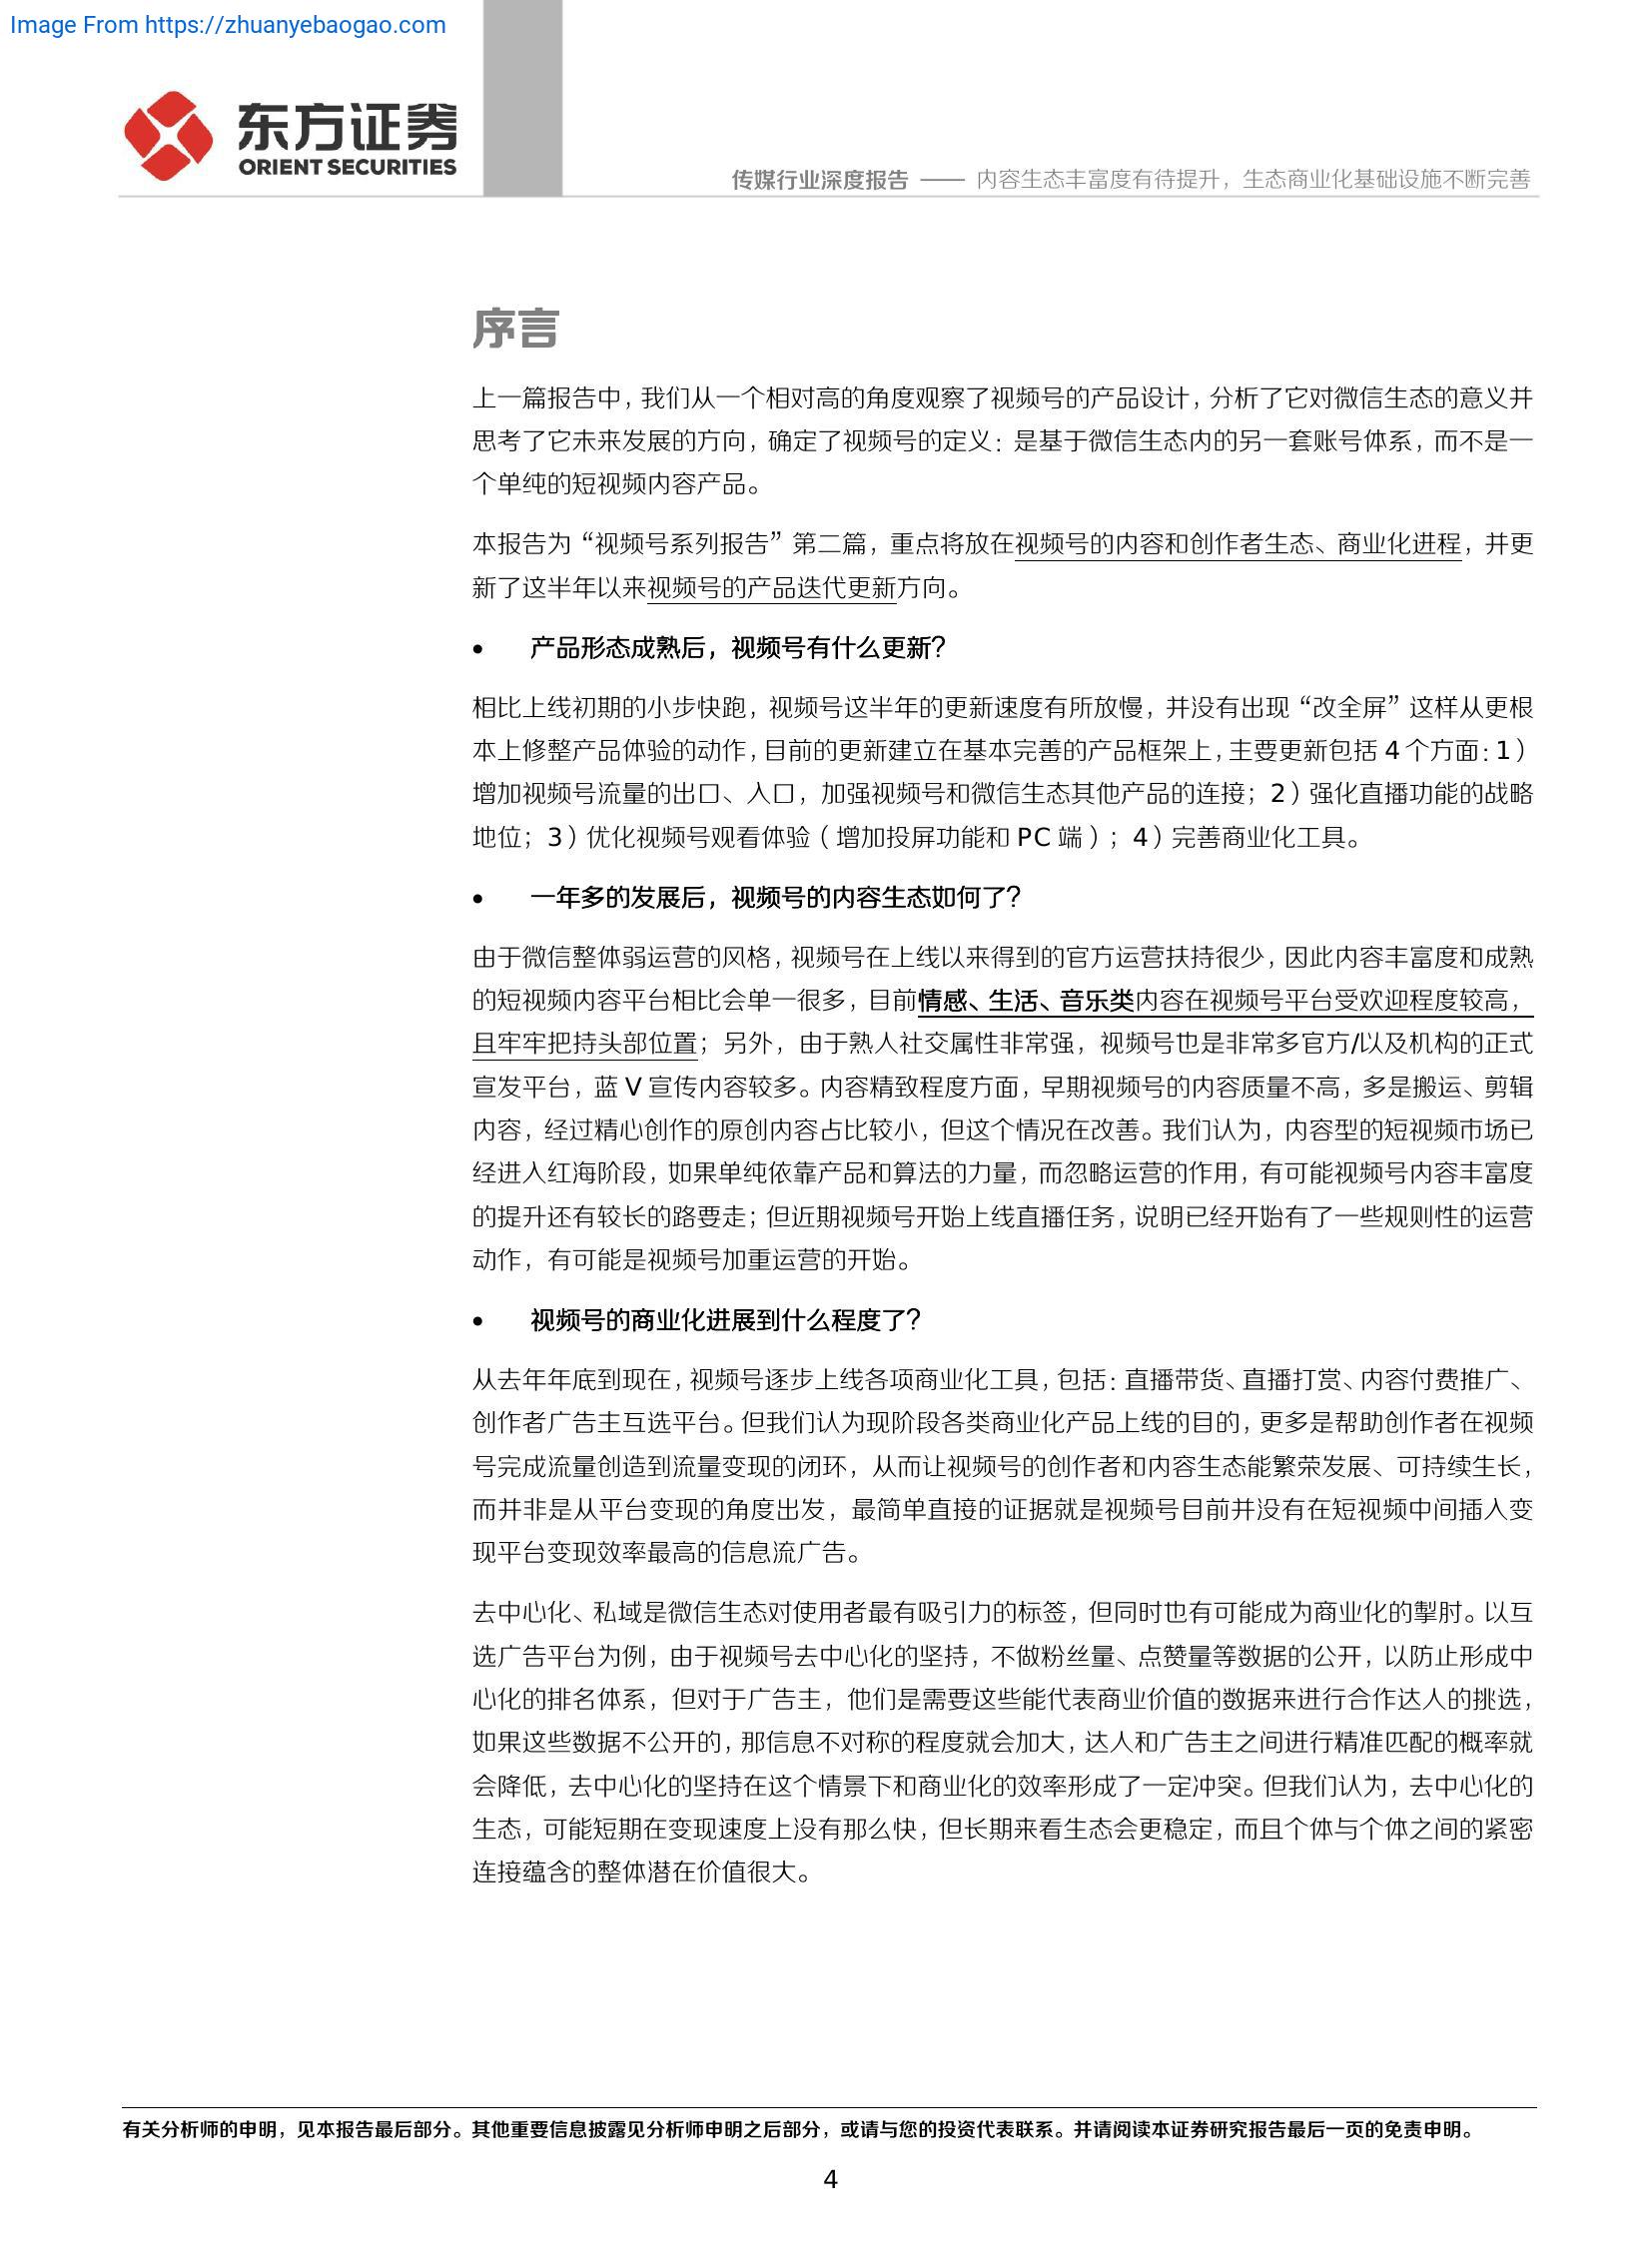 Image From https://zhuanyebaogao.com
东方证券
ORIENT SECURITIES
传媒行业深度报告 —— 内容生态丰富度有待提升，生态商业化基础设施不断完善
序言
上一篇报告中，我们从一个相对高的角度观察了视频号的产品设计，分析了它对微信生态的意义并
思考了它未来发展的方向，确定了视频号的定义：是基于微信生态内的另一套账号体系，而不是一
个单纯的短视频内容产品。
本报告为“视频号系列报告”第二篇，重点将放在视频号的内容和创作者生态、商业化进程，并更
新了这半年以来视频号的产品迭代更新方向。
• 产品形态成熟后，视频号有什么更新？
相比上线初期的小步快跑，视频号这半年的更新速度有所放慢，并没有出现“改全屏”这样从更根
本上修整产品体验的动作，目前的更新建立在基本完善的产品框架上，主要更新包括 4 个方面：1）
增加视频号流量的出口、入口，加强视频号和微信生态其他产品的连接；2）强化直播功能的战略
地位；3）优化视频号观看体验（增加投屏功能和 PC 端）；4）完善商业化工具。
• 一年多的发展后，视频号的内容生态如何了？
由于微信整体弱运营的风格，视频号在上线以来得到的官方运营扶持很少，因此内容丰富度和成熟
的短视频内容平台相比会单一很多，目前情感、生活、音乐类内容在视频号平台受欢迎程度较高，
且牢牢把持头部位置；另外，由于熟人社交属性非常强，视频号也是非常多官方/以及机构的正式
宣发平台，蓝 V 宣传内容较多。内容精致程度方面，早期视频号的内容质量不高，多是搬运、剪辑
内容，经过精心创作的原创内容占比较小，但这个情况在改善。我们认为，内容型的短视频市场已
经进入红海阶段，如果单纯依靠产品和算法的力量，而忽略运营的作用，有可能视频号内容丰富度
的提升还有较长的路要走；但近期视频号开始上线直播任务，说明已经开始有了一些规则性的运营
动作，有可能是视频号加重运营的开始。
• 视频号的商业化进展到什么程度了？
从去年年底到现在，视频号逐步上线各项商业化工具，包括：直播带货、直播打赏、内容付费推广、
创作者广告主互选平台。但我们认为现阶段各类商业化产品上线的目的，更多是帮助创作者在视频
号完成流量创造到流量变现的闭环，从而让视频号的创作者和内容生态能繁荣发展、可持续生长，
而并非是从平台变现的角度出发，最简单直接的证据就是视频号目前并没有在短视频中间插入变
现平台变现效率最高的信息流广告。
去中心化、私域是微信生态对使用者最有吸引力的标签，但同时也有可能成为商业化的掣肘。以互
选广告平台为例，由于视频号去中心化的坚持，不做粉丝量、点赞量等数据的公开，以防止形成中
心化的排名体系，但对于广告主，他们是需要这些能代表商业价值的数据来进行合作达人的挑选，
如果这些数据不公开的，那信息不对称的程度就会加大，达人和广告主之间进行精准匹配的概率就
会降低，去中心化的坚持在这个情景下和商业化的效率形成了一定冲突。但我们认为，去中心化的
生态，可能短期在变现速度上没有那么快，但长期来看生态会更稳定，而且个体与个体之间的紧密
连接蕴含的整体潜在价值很大。
有关分析师的申明，见本报告最后部分。其他重要信息披露见分析师申明之后部分，或请与您的投资代表联系。并请阅读本证券研究报告最后一页的免责申明。
4